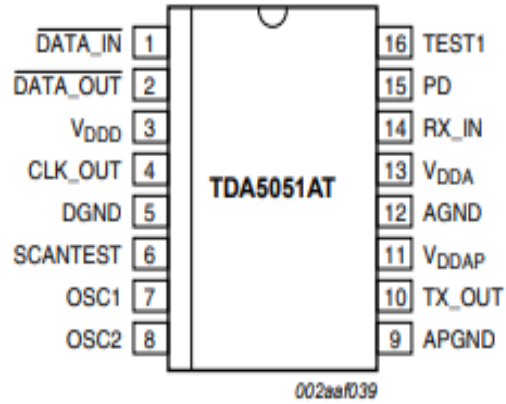 DATA_IN 1 16 TEST1
DATA_OUT 2 15 PD
VDDD 3 14 RX_IN
CLK_OUT 4 13 VDDA
TDA5051AT
DGND 5 12 AGND
SCANTEST 6 11 VDDAP
OSC1 7 10 TX_OUT
OSC2 8 9 APGND
002aaf039